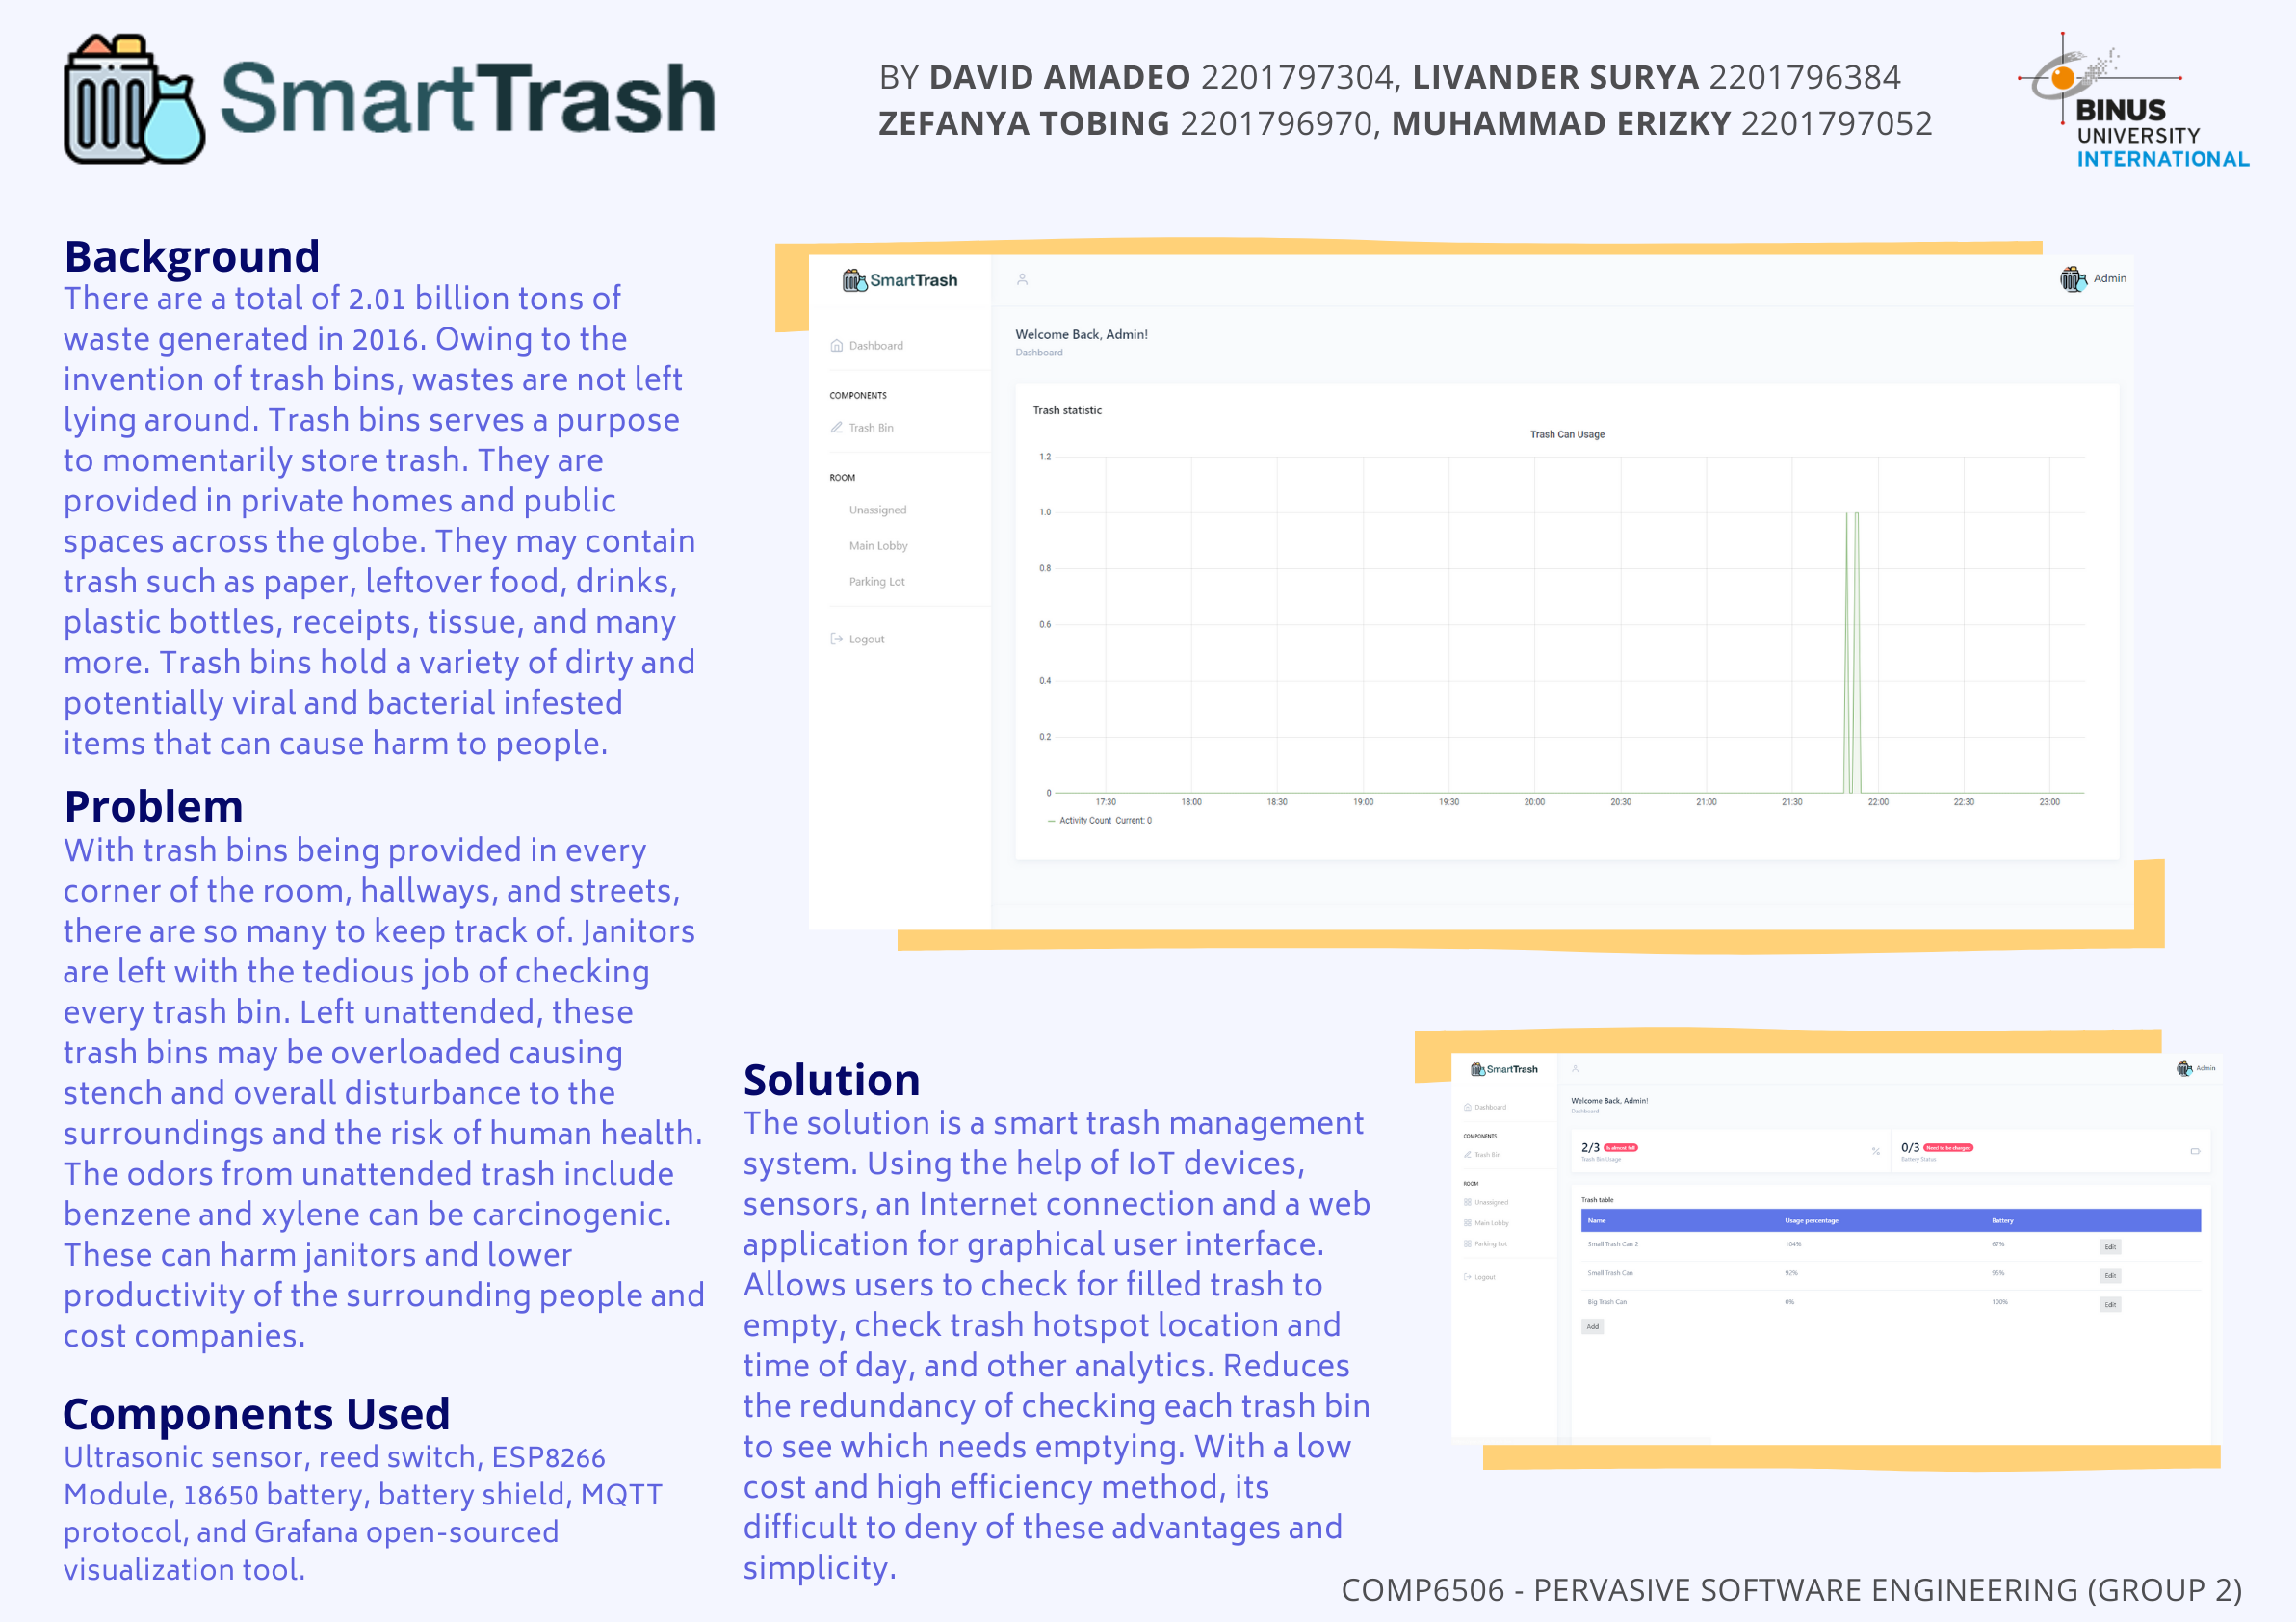 SmartTrash
BY DAVID AMADEO 2201797304, LIVANDER SURYA 2201796384
ZEFANYA TOBING 2201796970, MUHAMMAD ERIZKY 2201797052
BINUS
UNIVERSITY
INTERNATIONAL
Background
There are a total of 2.01 billion tons of
waste generated in 2016. Owing to the
invention of trash bins, wastes are not left
lying around. Trash bins serves a purpose
to momentarily store trash. They are
provided in private homes and public
spaces across the globe. They may contain
trash such as paper, leftover food, drinks,
plastic bottles, receipts, tissue, and many
more. Trash bins hold a variety of dirty and
potentially viral and bacterial infested
items that can cause harm to people.
Problem
With trash bins being provided in every
corner of the room, hallways, and streets,
there are so many to keep track of. Janitors
are left with the tedious job of checking
every trash bin. Left unattended, these
trash bins may be overloaded causing
stench and overall disturbance to the
surroundings and the risk of human health.
The odors from unattended trash include
benzene and xylene can be carcinogenic.
These can harm janitors and lower
productivity of the surrounding people and
cost companies.
Components Used
Ultrasonic sensor, reed switch, ESP8266
Module, 18650 battery, battery shield, MQTT
protocol, and Grafana open-sourced
visualization tool.
SmartTrash
Admin
Dashboard
COMPONENTS
Trash Bin
ROOM
Unassigned
Main Lobby
Parking Lot
Logout
Welcome Back, Admin!
Dashboard
Trash statistic
Trash Can Usage
1.2
1.0
0.8
0.6
0.4
0.2
0
17:30 18:00 18:30 19:00 19:30 20:00 20:30 21:00 21:30 22:00 22:30 23:00
Activity Count Current: 0
Solution
The solution is a smart trash management
system. Using the help of IoT devices,
sensors, an Internet connection and a web
application for graphical user interface.
Allows users to check for filled trash to
empty, check trash hotspot location and
time of day, and other analytics. Reduces
the redundancy of checking each trash bin
to see which needs emptying. With a low
cost and high efficiency method, its
difficult to deny of these advantages and
simplicity.
SmartTrash
Admin
Dashboard
COMPONENTS
Trash Bin
ROOM
Unassigned
Main Lobby
Parking Lot
Logout
Welcome Back, Admin!
Dashboard
2/3 Is almost full
Trash Bin Usage
0/3 Need to be charged
Battery Status
Trash table
Name Usage percentage Battery
Small Trash Can 2 104% 67% Edit
Small Trash Can 92% 95% Edit
Big Trash Can 0% 100% Edit
Add
COMP6506 - PERVASIVE SOFTWARE ENGINEERING (GROUP 2)